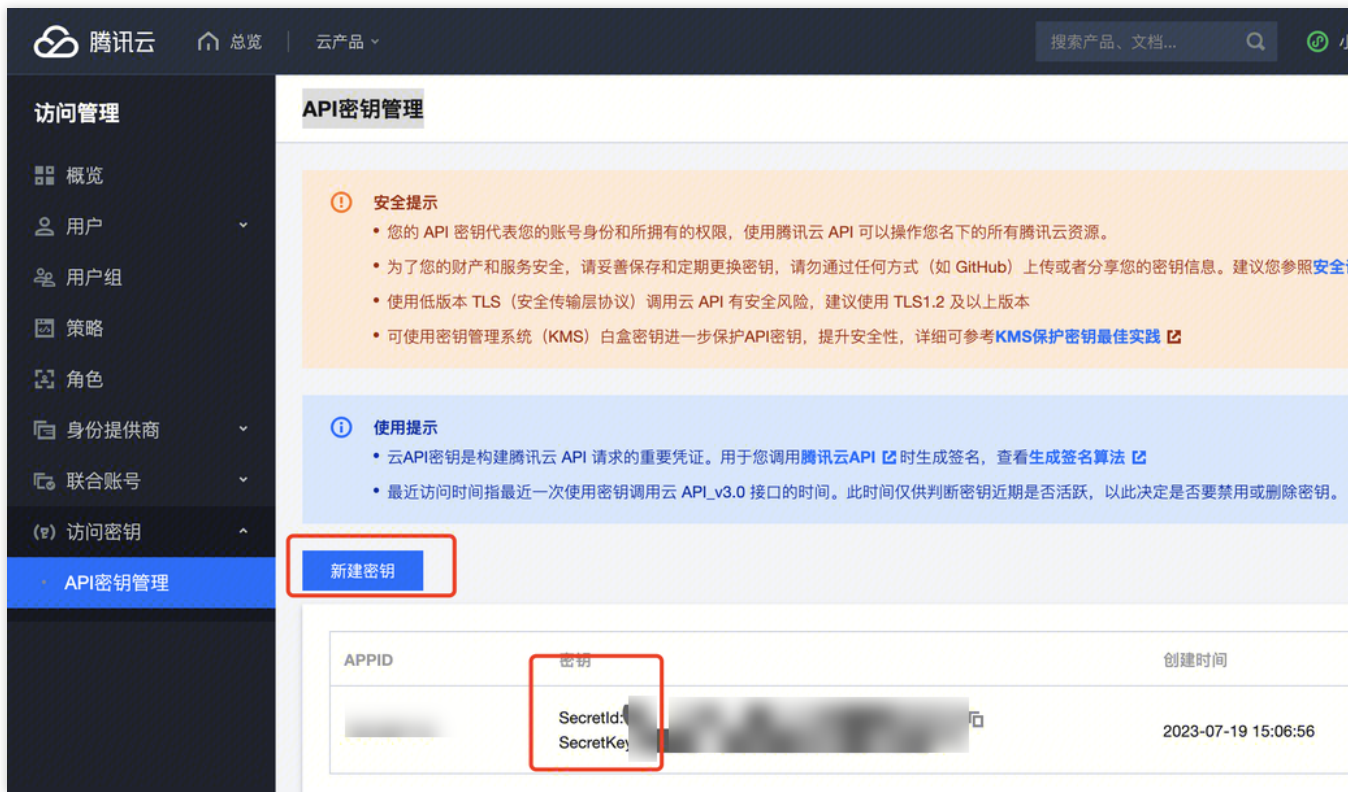 腾讯云
总览
云产品
搜索产品、文档...
访问管理
概览
用户
用户组
策略
角色
身份提供商
联合账号
访问密钥
API密钥管理
API密钥管理
安全提示
• 您的 API 密钥代表您的账号身份和所拥有的权限，使用腾讯云 API 可以操作您名下的所有腾讯云资源。
• 为了您的财产和服务安全，请妥善保存和定期更换密钥，请勿通过任何方式（如 GitHub）上传或者分享您的密钥信息。建议您参照安全
• 使用低版本 TLS（安全传输层协议）调用云 API 有安全风险，建议使用 TLS1.2 及以上版本
• 可使用密钥管理系统（KMS）白盒密钥进一步保护API密钥，提升安全性，详细可参考KMS保护密钥最佳实践
使用提示
• 云API密钥是构建腾讯云 API 请求的重要凭证。用于您调用腾讯云API 时生成签名，查看生成签名算法
• 最近访问时间指最近一次使用密钥调用云 API_v3.0 接口的时间。此时间仅供判断密钥近期是否活跃，以此决定是否要禁用或删除密钥。
新建密钥
APPID 密钥 创建时间
SecretId:
SecretKey
2023-07-19 15:06:56